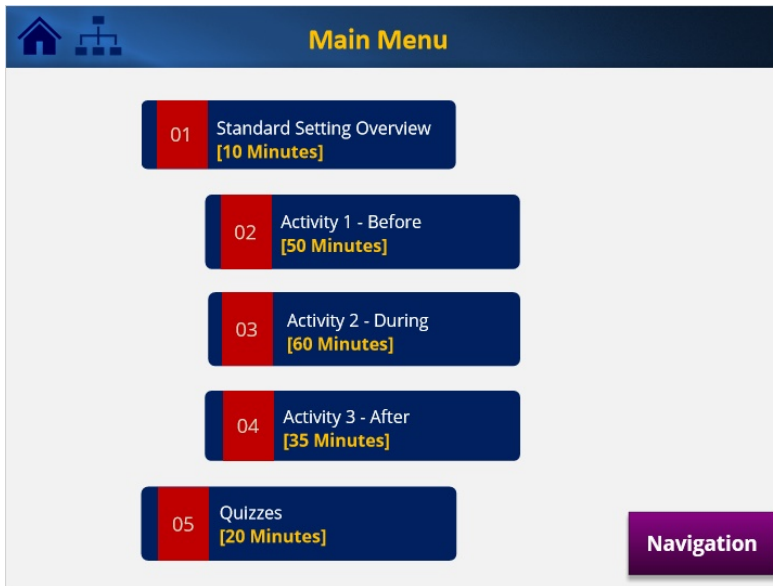 Main Menu
01
Standard Setting Overview
[10 Minutes]
02
Activity 1 - Before
[50 Minutes]
03
Activity 2 - During
[60 Minutes]
04
Activity 3 - After
[35 Minutes]
05
Quizzes
[20 Minutes]
Navigation